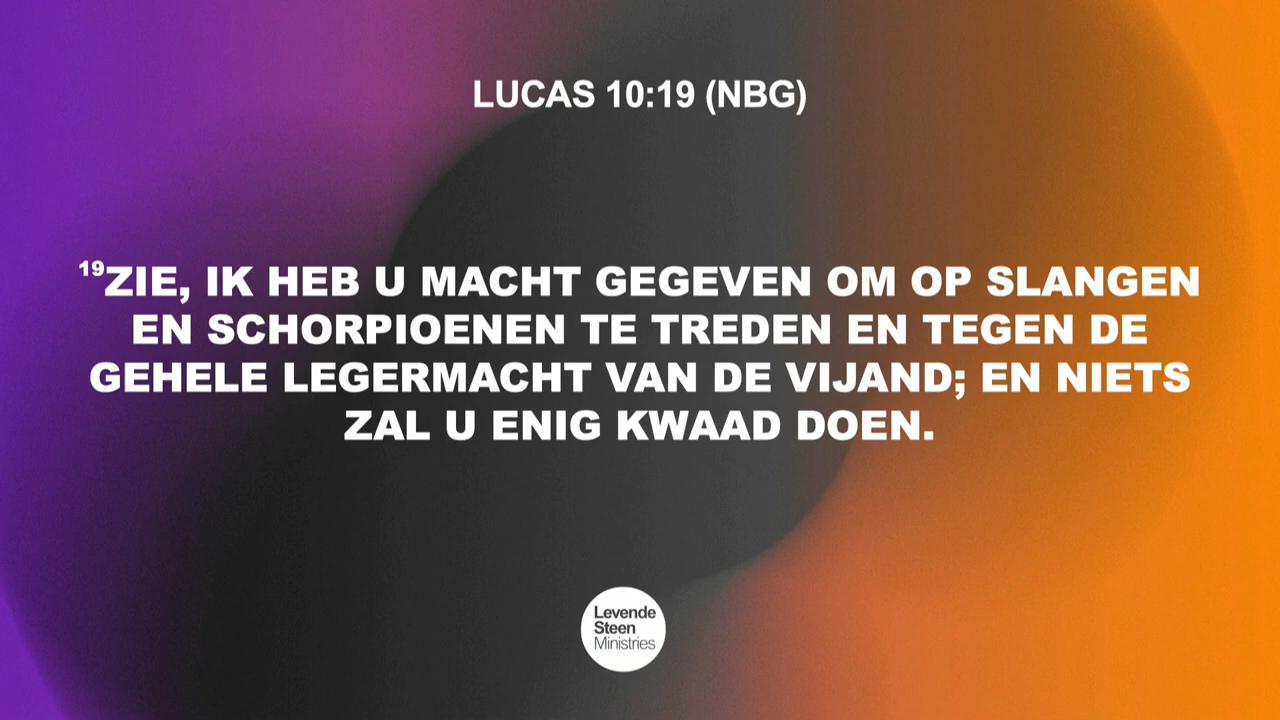 LUCAS 10:19 (NBG)
19ZIE, IK HEB U MACHT GEGEVEN OM OP SLANGEN
EN SCHORPIOENEN TE TREDEN EN TEGEN DE
GEHELE LEGERMACHT VAN DE VIJAND; EN NIETS
ZAL U ENIG KWAAD DOEN.
Levende
Steen
Ministries